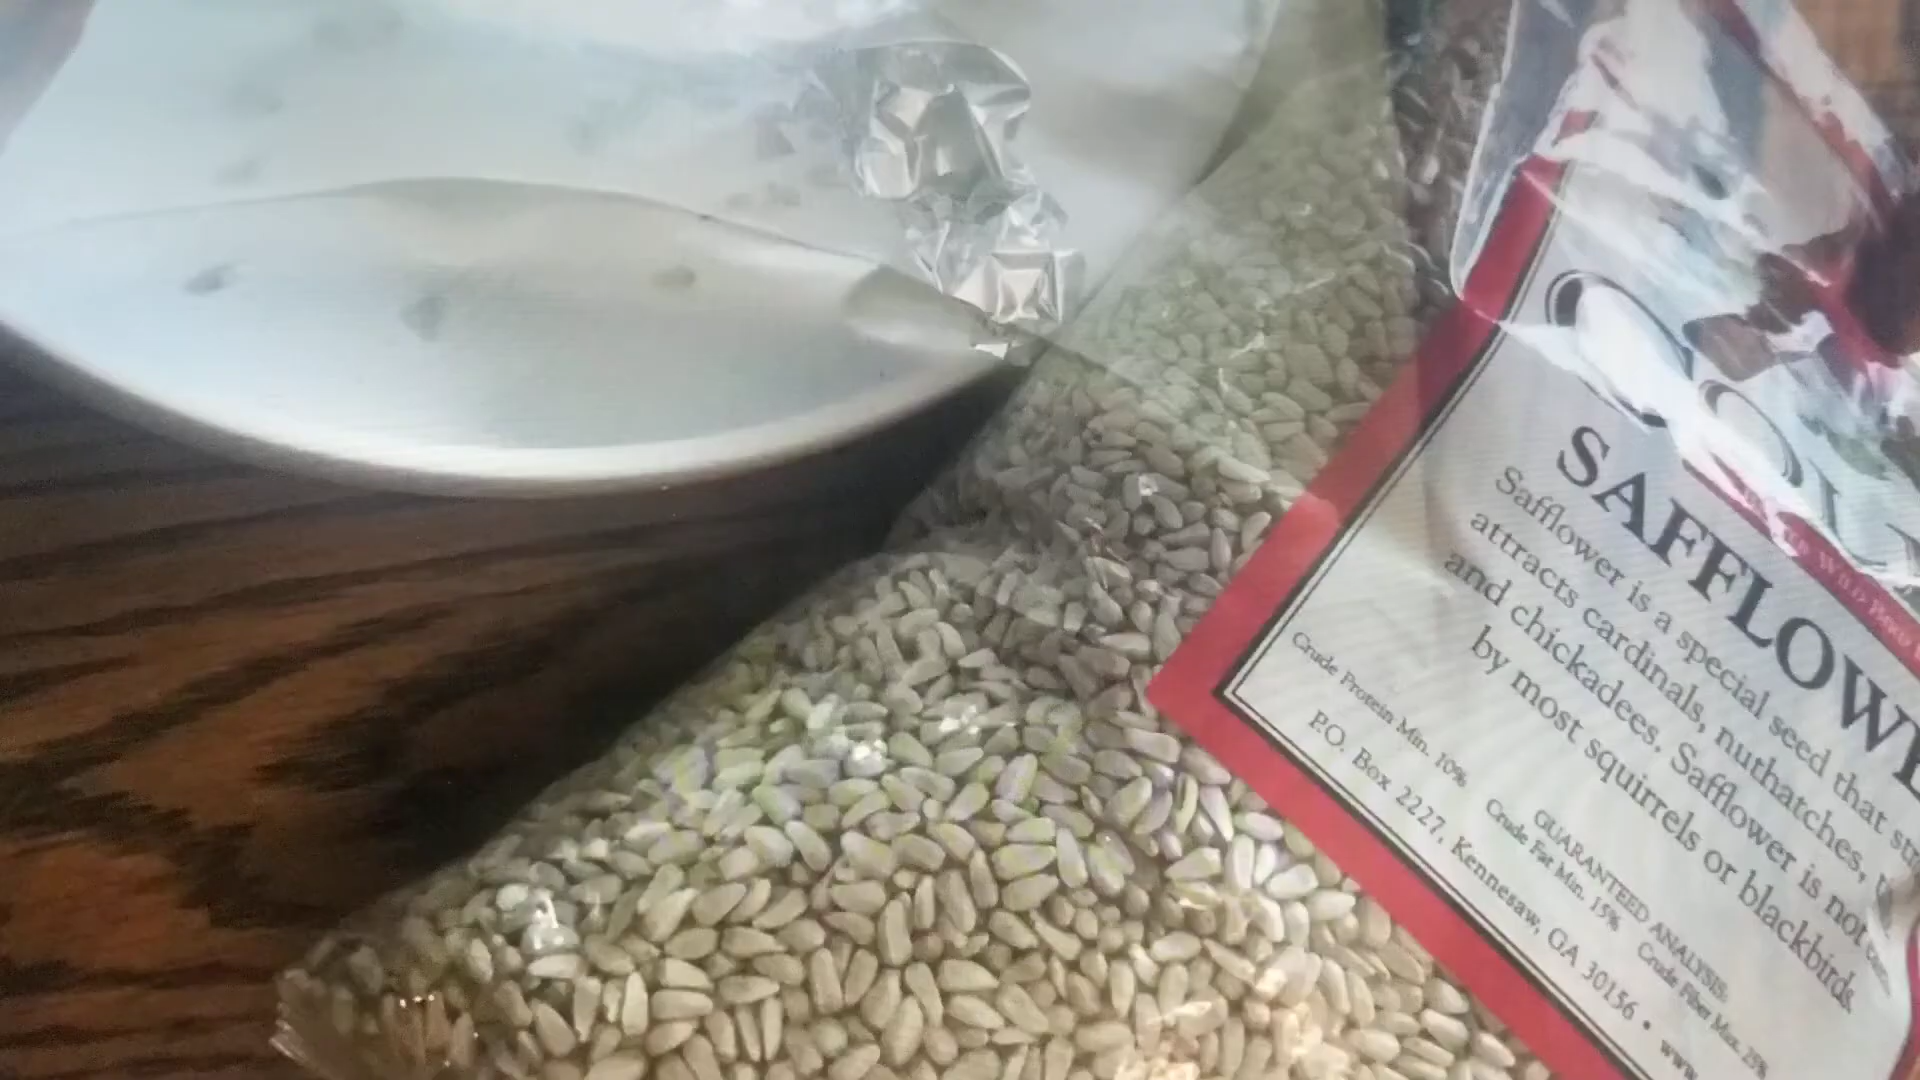 SAFFLOWE
Safflower is a special seed that
attracts cardinals, nuthatches,
and chickadees. Safflower is not
by most squirrels or blackbirds.
GUARANTEED ANALYSIS:
Crude Protein Min. 10% Crude Fat Min. 15% Crude Fiber Max. 25%
P.O. Box 2227, Kennesaw, GA 30156 • www.